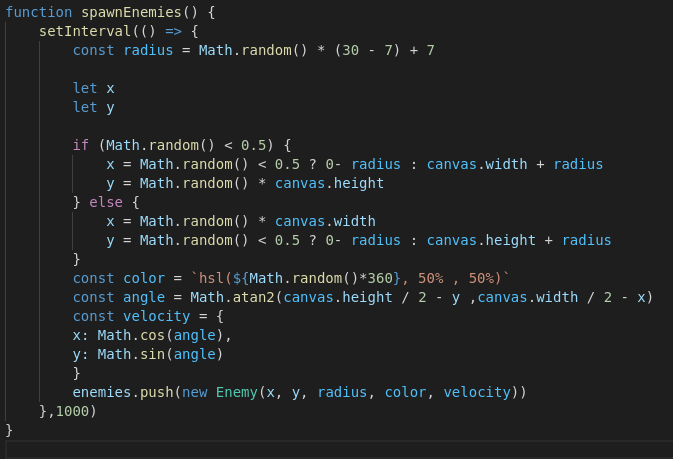 function spawnEnemies() {
    setInterval(() => {
        const radius = Math.random() * (30 - 7) + 7

        let x
        let y

        if (Math.random() < 0.5) {
            x = Math.random() < 0.5 ? 0- radius : canvas.width + radius
            y = Math.random() * canvas.height
        } else {
            x = Math.random() * canvas.width
            y = Math.random() < 0.5 ? 0- radius : canvas.height + radius
        }
        const color = `hsl(${Math.random()*360}, 50% , 50%)`
        const angle = Math.atan2(canvas.height / 2 - y ,canvas.width / 2 - x)
        const velocity = {
        x: Math.cos(angle),
        y: Math.sin(angle)
        }
        enemies.push(new Enemy(x, y, radius, color, velocity))
    },1000)
}